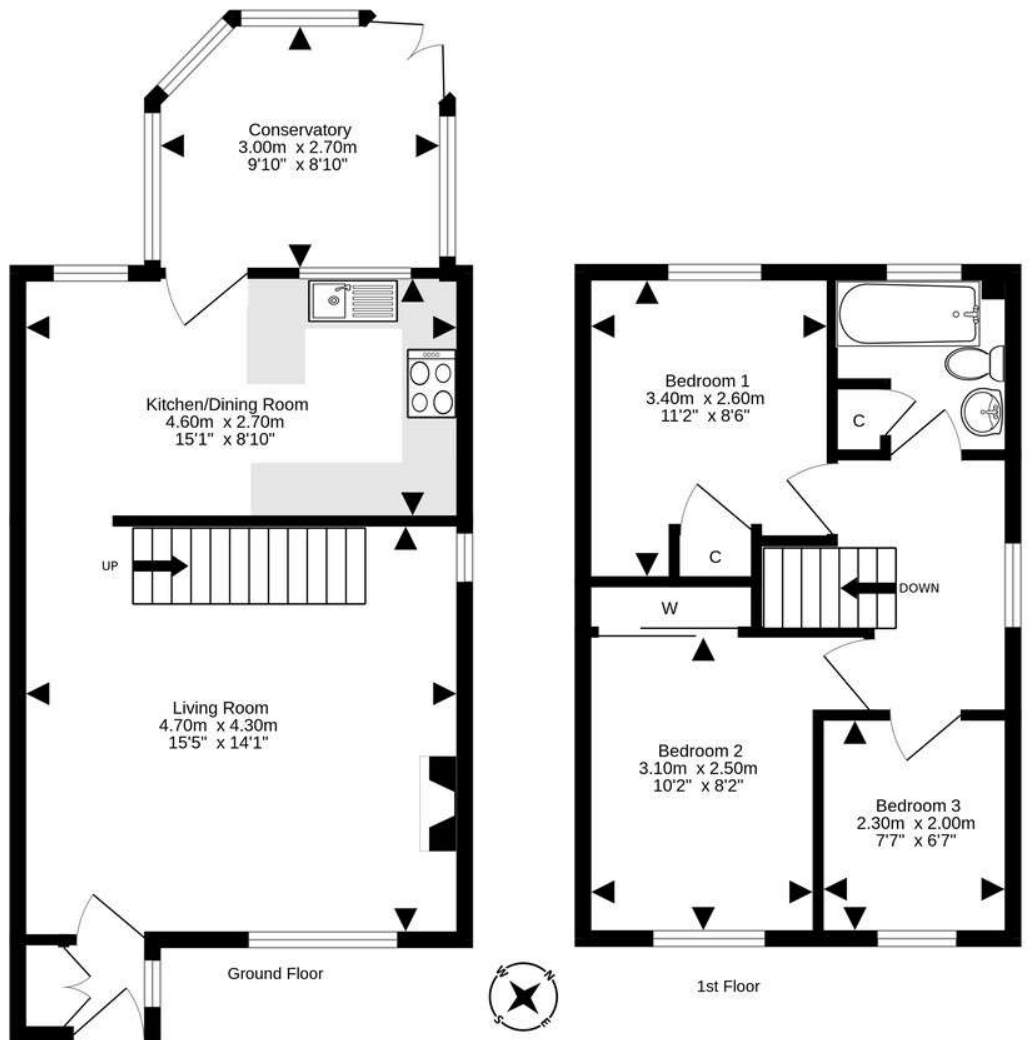 Conservatory
3.00m x 2.70m
9'10" x 8'10"
Kitchen/Dining Room
4.60m x 2.70m
15'1" x 8'10"
UP
Living Room
4.70m x 4.30m
15'5" x 14'1"
Ground Floor
Bedroom 1
3.40m x 2.60m
11'2" x 8'6"
C
C
W
DOWN
Bedroom 2
3.10m x 2.50m
10'2" x 8'2"
Bedroom 3
2.30m x 2.00m
7'7" x 6'7"
1st Floor
W N
S E